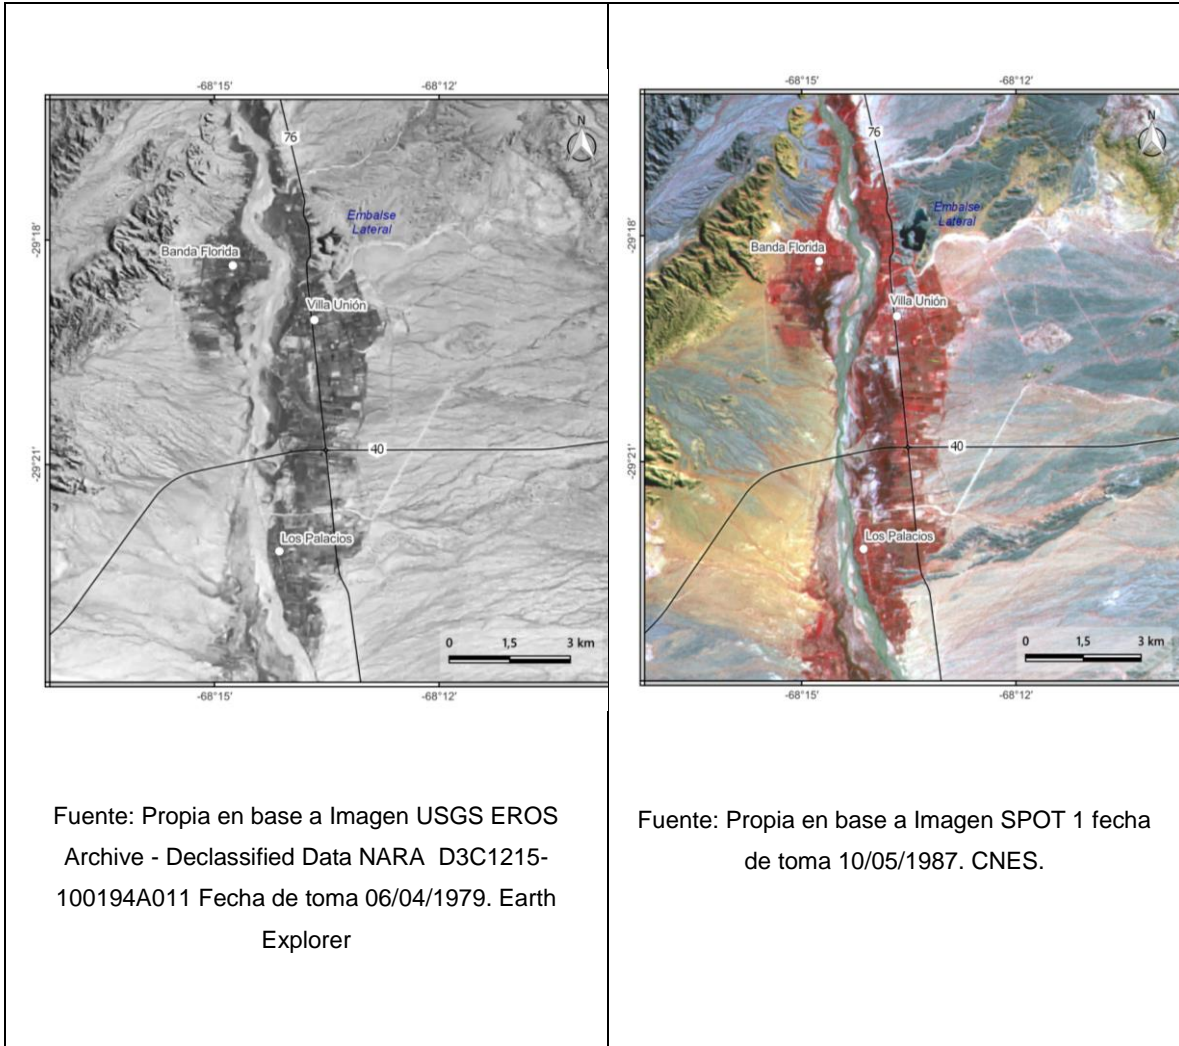 -68°15' -68°12'
76
N
Embalse
Lateral
-29°18'
Banda Florida
Villa Unión
40
-29°21'
Los Palacios
0 1,5 3 km
-68°15' -68°12'
Fuente: Propia en base a Imagen USGS EROS
Archive - Declassified Data NARA D3C1215-
100194A011 Fecha de toma 06/04/1979. Earth
Explorer
-68°15' -68°12'
76
N
Embalse
Lateral
-29°18'
Banda Florida
Villa Unión
40
-29°21'
Los Palacios
0 1,5 3 km
-68°15' -68°12'
Fuente: Propia en base a Imagen SPOT 1 fecha
de toma 10/05/1987. CNES.